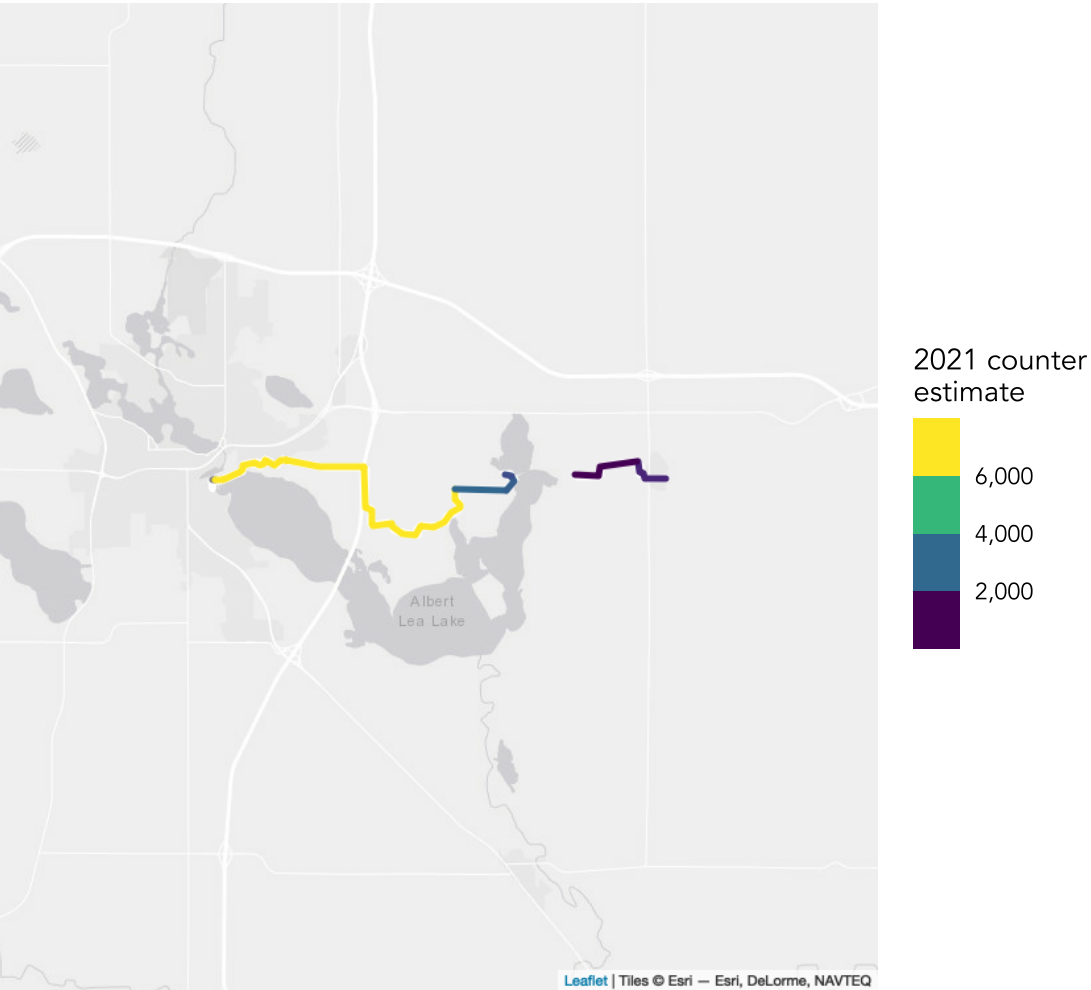 2021 counter
estimate
6,000
4,000
2,000
Albert
Lea Lake
Leaflet | Tiles © Esri — Esri, DeLorme, NAVTEQ